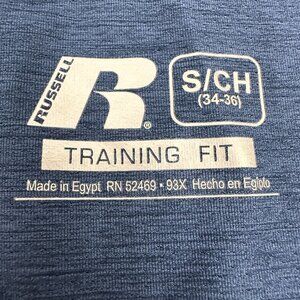 RUSSELL
R®
S/CH
(34-36)
TRAINING FIT
Made in Egypt RN 52469 • 93X Hecho en Egipto